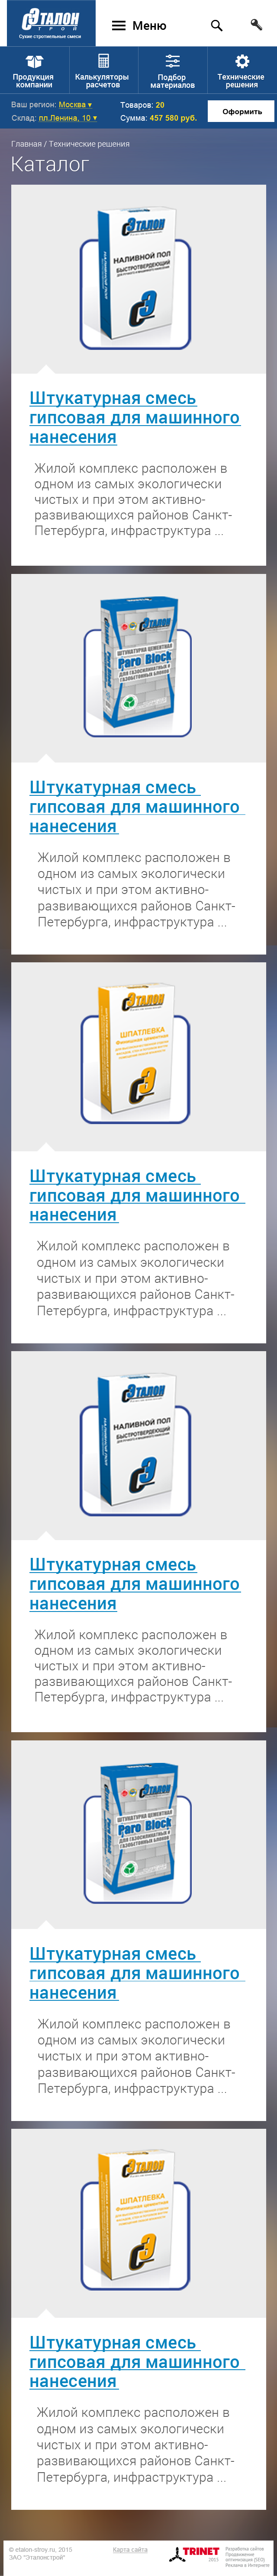 ЭТАЛОН
СТРОЙ
Сухие строительные смеси
Меню
Продукция компании
Калькуляторы расчетов
Подбор материалов
Технические решения
Ваш регион: Москва ▾
Товаров: 20
Склад: пл.Ленина, 10 ▾
Сумма: 457 580 руб.
Оформить
Главная / Технические решения
Каталог
ЭТАЛОН
НАЛИВНОЙ ПОЛ
БЫСТРОТВЕРДЕЮЩИЙ
Штукатурная смесь
гипсовая для машинного
нанесения
Жилой комплекс расположен в
одном из самых экологически
чистых и при этом активно-
развивающихся районов Санкт-
Петербурга, инфраструктура ...
ЭТАЛОН
ШТУКАТУРКА ЦЕМЕНТНАЯ
Paro Block
ДЛЯ ГАЗОСИЛИКАТНЫХ И
ГАЗОБЕТОННЫХ БЛОКОВ
Штукатурная смесь
гипсовая для машинного
нанесения
Жилой комплекс расположен в
одном из самых экологически
чистых и при этом активно-
развивающихся районов Санкт-
Петербурга, инфраструктура ...
ЭТАЛОН
ШПАТЛЕВКА
Финишная цементная
Штукатурная смесь
гипсовая для машинного
нанесения
Жилой комплекс расположен в
одном из самых экологически
чистых и при этом активно-
развивающихся районов Санкт-
Петербурга, инфраструктура ...
ЭТАЛОН
НАЛИВНОЙ ПОЛ
БЫСТРОТВЕРДЕЮЩИЙ
Штукатурная смесь
гипсовая для машинного
нанесения
Жилой комплекс расположен в
одном из самых экологически
чистых и при этом активно-
развивающихся районов Санкт-
Петербурга, инфраструктура ...
ЭТАЛОН
ШТУКАТУРКА ЦЕМЕНТНАЯ
Paro Block
ДЛЯ ГАЗОСИЛИКАТНЫХ И
ГАЗОБЕТОННЫХ БЛОКОВ
Штукатурная смесь
гипсовая для машинного
нанесения
Жилой комплекс расположен в
одном из самых экологически
чистых и при этом активно-
развивающихся районов Санкт-
Петербурга, инфраструктура ...
ЭТАЛОН
ШПАТЛЕВКА
Финишная цементная
Штукатурная смесь
гипсовая для машинного
нанесения
Жилой комплекс расположен в
одном из самых экологически
чистых и при этом активно-
развивающихся районов Санкт-
Петербурга, инфраструктура ...
© etalon-stroy.ru, 2015
ЗАО "Эталонстрой"
Карта сайта
TRINET
2015
Разработка сайтов
Продвижение
оптимизация (SEO)
Реклама в Интернете